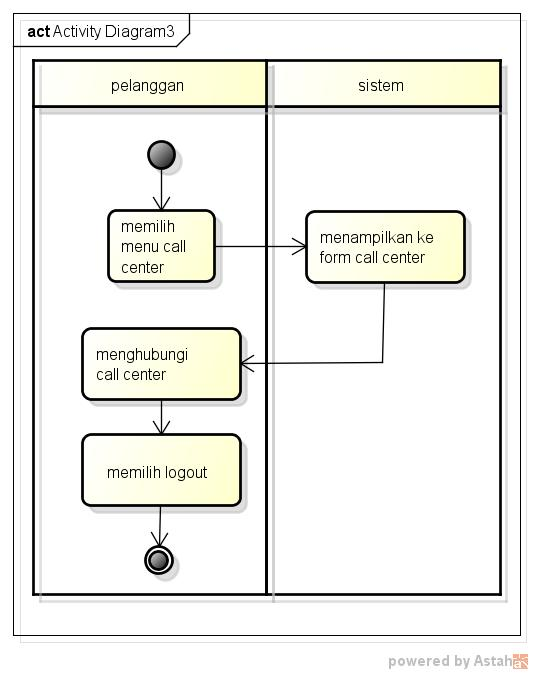 act Activity Diagram3
pelanggan
sistem
memilih
menu call
center
menampilkan ke
form call center
menghubungi
call center
memilih logout
powered by Astah